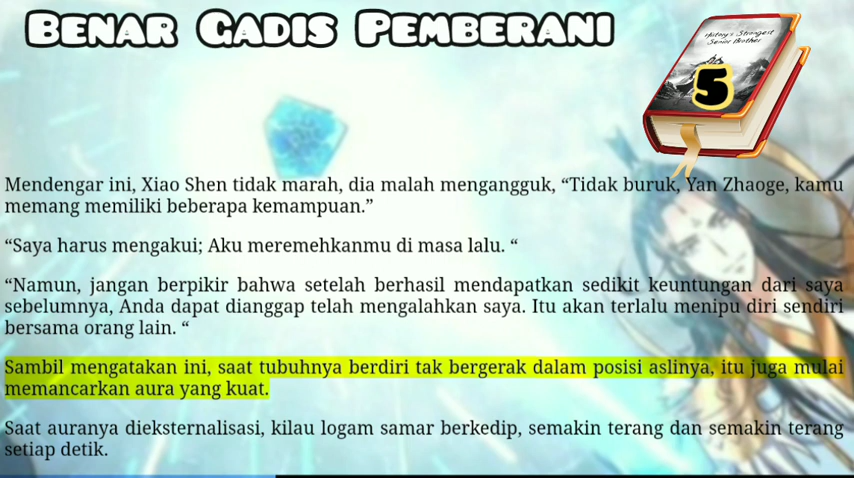 BENAR GADIS PEMBERANI
History's Strongest
Senior Brother
5
Mendengar ini, Xiao Shen tidak marah, dia malah mengangguk, “Tidak buruk, Yan Zhaoge, kamu
memang memiliki beberapa kemampuan.”
“Saya harus mengakui; Aku meremehkanmu di masa lalu. “
“Namun, jangan berpikir bahwa setelah berhasil mendapatkan sedikit keuntungan dari saya
sebelumnya, Anda dapat dianggap telah mengalahkan saya. Itu akan terlalu menipu diri sendiri
bersama orang lain. “
Sambil mengatakan ini, saat tubuhnya berdiri tak bergerak dalam posisi aslinya, itu juga mulai
memancarkan aura yang kuat.
Saat auranya dieksternalisasi, kilau logam samar berkedip, semakin terang dan semakin terang
setiap detik.